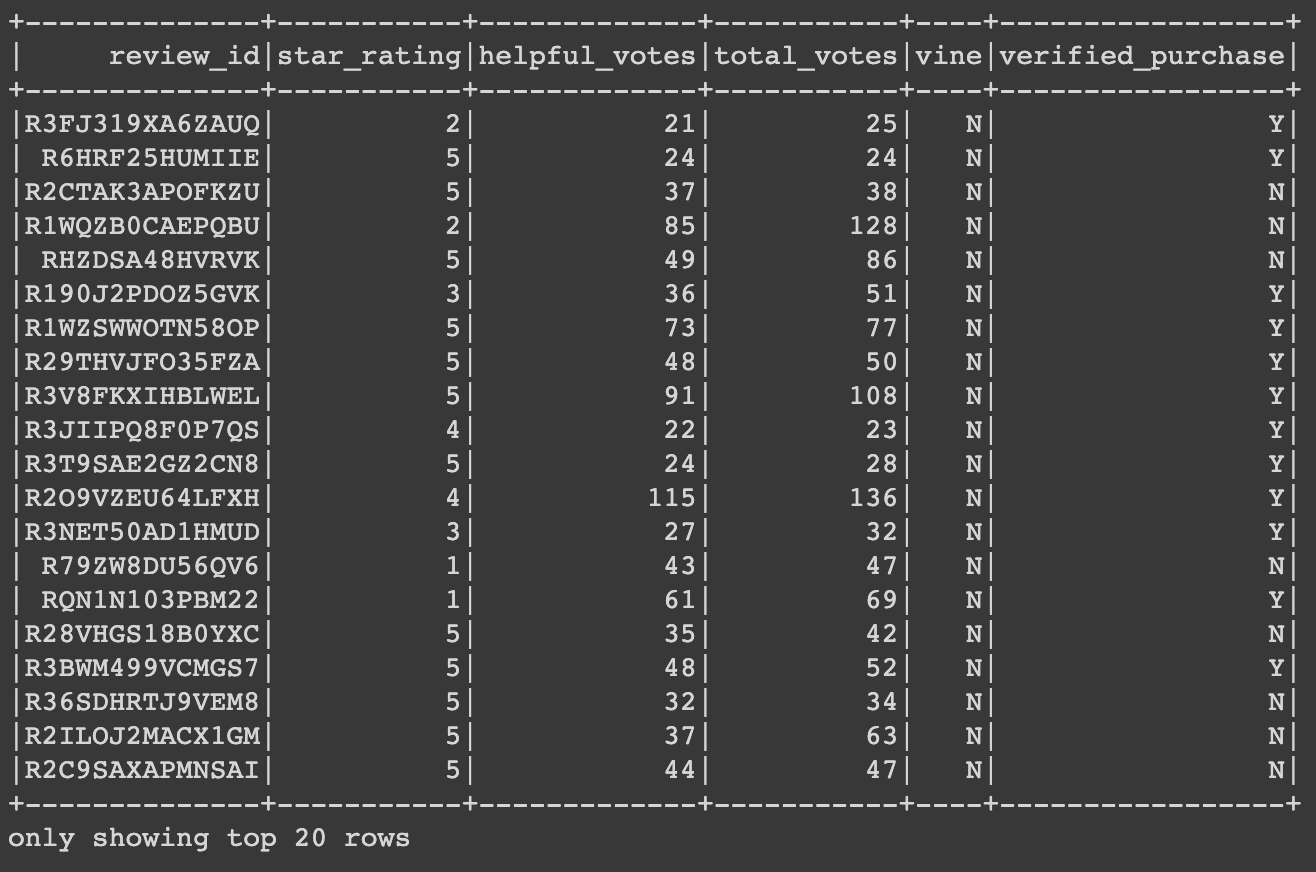 +--------------+-----------+-------------+-----------+----+-----------------+
|     review_id|star_rating|helpful_votes|total_votes|vine|verified_purchase|
+--------------+-----------+-------------+-----------+----+-----------------+
|R3FJ319XA6ZAUQ|          2|           21|         25|   N|                Y|
| R6HRF25HUMIIE|          5|           24|         24|   N|                Y|
|R2CTAK3APOFKZU|          5|           37|         38|   N|                N|
|R1WQZB0CAEPQBU|          2|           85|        128|   N|                N|
| RHZDSA48HVRVK|          5|           49|         86|   N|                N|
|R190J2PDOZ5GVK|          3|           36|         51|   N|                Y|
|R1WZSWWOTN58OP|          5|           73|         77|   N|                Y|
|R29THVJFO35FZA|          5|           48|         50|   N|                Y|
|R3V8FKXIHBLWEL|          5|           91|        108|   N|                Y|
|R3JIIPQ8F0P7QS|          4|           22|         23|   N|                Y|
|R3T9SAE2GZ2CN8|          5|           24|         28|   N|                Y|
|R2O9VZEU64LFXH|          4|          115|        136|   N|                Y|
|R3NET50AD1HMUD|          3|           27|         32|   N|                Y|
| R79ZW8DU56QV6|          1|           43|         47|   N|                N|
| RQN1N103PBM22|          1|           61|         69|   N|                Y|
|R28VHGS18B0YXC|          5|           35|         42|   N|                N|
|R3BWM499VCMGS7|          5|           48|         52|   N|                Y|
|R36SDHRTJ9VEM8|          5|           32|         34|   N|                N|
|R2ILOJ2MACX1GM|          5|           37|         63|   N|                N|
|R2C9SAXAPMNSAI|          5|           44|         47|   N|                N|
+--------------+-----------+-------------+-----------+----+-----------------+
only showing top 20 rows